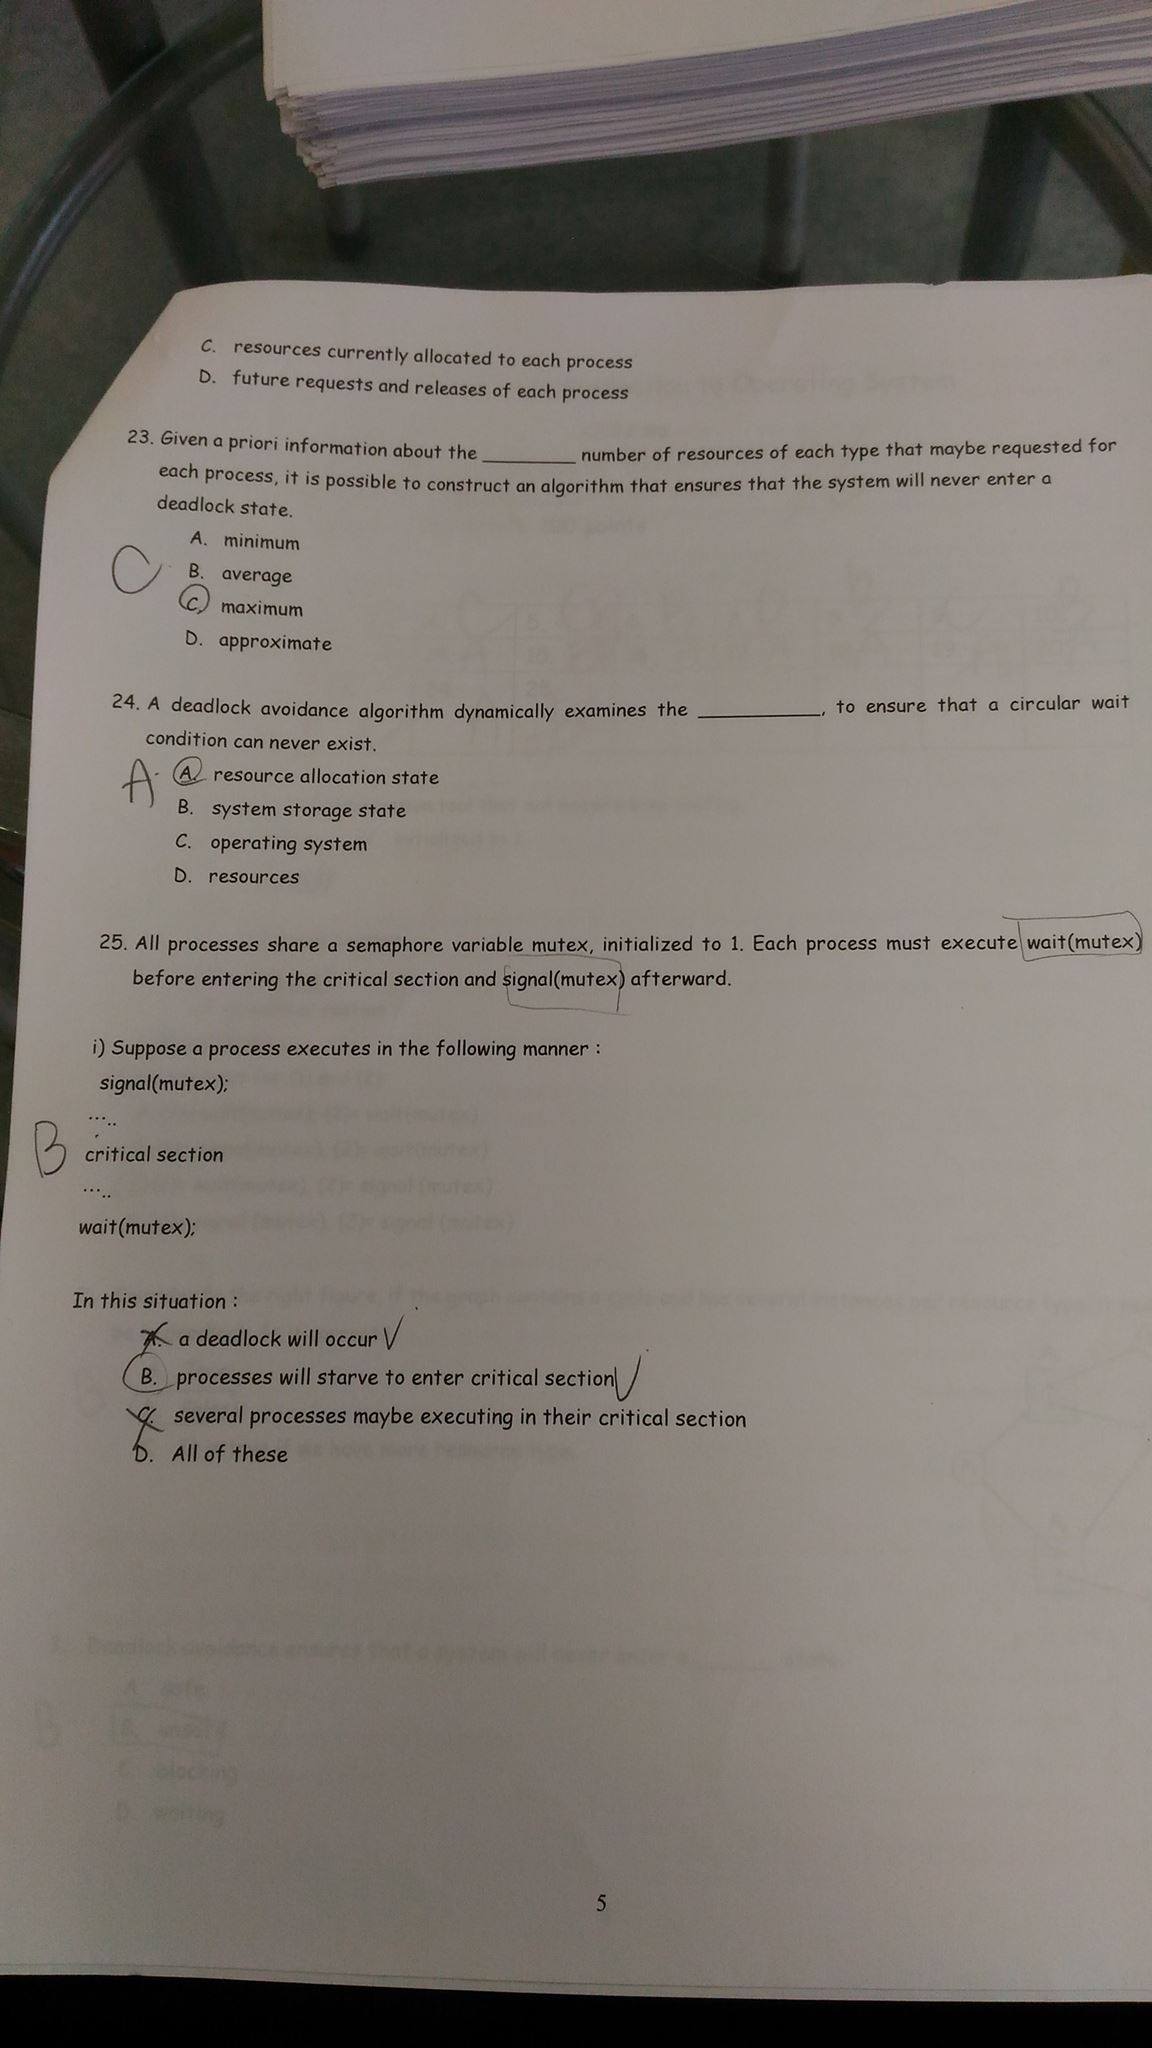 C. resources currently allocated to each process
D. future requests and releases of each process
23. Given a priori information about the ________ number of resources of each type that maybe requested for
each process, it is possible to construct an algorithm that ensures that the system will never enter a
deadlock state.
A. minimum
C
B. average
C. maximum
D. approximate
24. A deadlock avoidance algorithm dynamically examines the __________, to ensure that a circular wait
condition can never exist.
A
A. resource allocation state
B. system storage state
C. operating system
D. resources
25. All processes share a semaphore variable mutex, initialized to 1. Each process must execute wait(mutex)
before entering the critical section and signal(mutex) afterward.
i) Suppose a process executes in the following manner :
signal(mutex);
.....
B
critical section
.....
wait(mutex);
In this situation :
A. a deadlock will occur
B. processes will starve to enter critical section
C. several processes maybe executing in their critical section
D. All of these
5